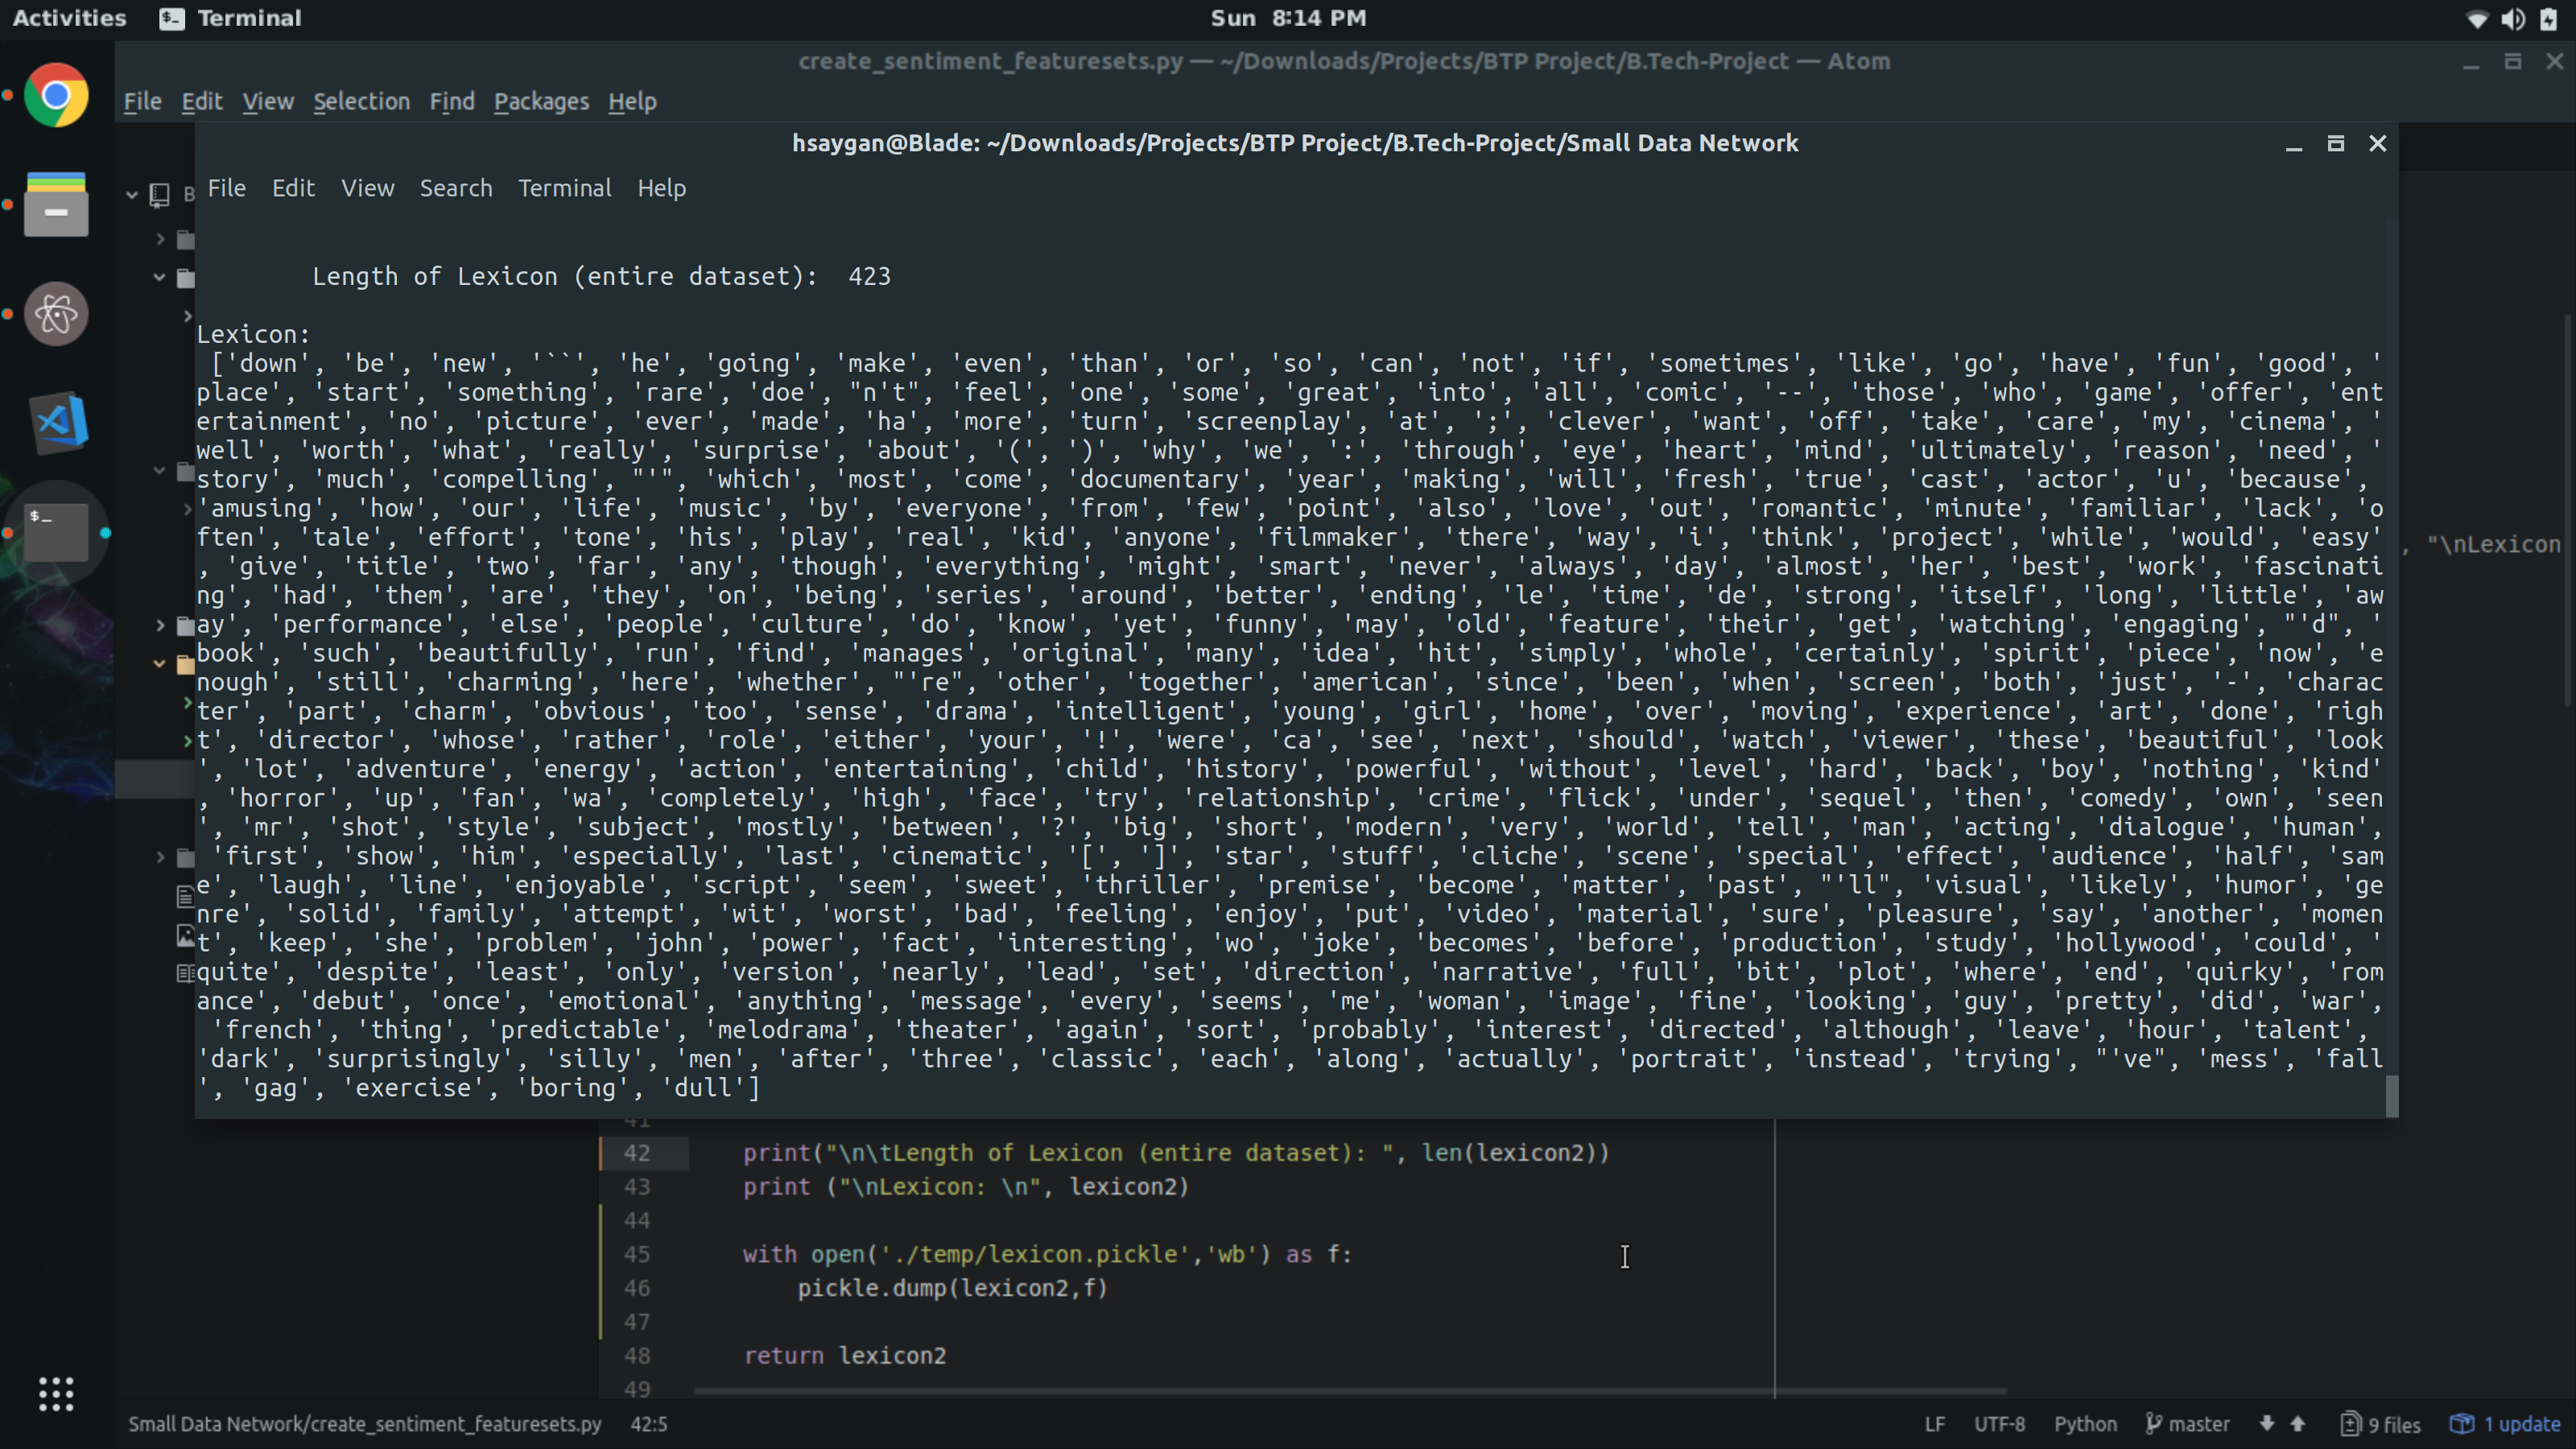 Activities Terminal Sun 8:14 PM
create_sentiment_featuresets.py — ~/Downloads/Projects/BTP Project/B.Tech-Project — Atom
File Edit View Selection Find Packages Help
hsaygan@Blade: ~/Downloads/Projects/BTP Project/B.Tech-Project/Small Data Network
File Edit View Search Terminal Help
B
Length of Lexicon (entire dataset):  423
Lexicon:
['down', 'be', 'new', '``', 'he', 'going', 'make', 'even', 'than', 'or', 'so', 'can', 'not', 'if', 'sometimes', 'like', 'go', 'have', 'fun', 'good', '
place', 'start', 'something', 'rare', 'doe', "n't", 'feel', 'one', 'some', 'great', 'into', 'all', 'comic', '--', 'those', 'who', 'game', 'offer', 'ent
ertainment', 'no', 'picture', 'ever', 'made', 'ha', 'more', 'turn', 'screenplay', 'at', ';', 'clever', 'want', 'off', 'take', 'care', 'my', 'cinema', '
well', 'worth', 'what', 'really', 'surprise', 'about', '(', ')', 'why', 'we', ':', 'through', 'eye', 'heart', 'mind', 'ultimately', 'reason', 'need', '
story', 'much', 'compelling', "'", 'which', 'most', 'come', 'documentary', 'year', 'making', 'will', 'fresh', 'true', 'cast', 'actor', 'u', 'because',
'amusing', 'how', 'our', 'life', 'music', 'by', 'everyone', 'from', 'few', 'point', 'also', 'love', 'out', 'romantic', 'minute', 'familiar', 'lack', 'o
ften', 'tale', 'effort', 'tone', 'his', 'play', 'real', 'kid', 'anyone', 'filmmaker', 'there', 'way', 'i', 'think', 'project', 'while', 'would', 'easy'
, "\nLexicon
, 'give', 'title', 'two', 'far', 'any', 'though', 'everything', 'might', 'smart', 'never', 'always', 'day', 'almost', 'her', 'best', 'work', 'fascinati
ng', 'had', 'them', 'are', 'they', 'on', 'being', 'series', 'around', 'better', 'ending', 'le', 'time', 'de', 'strong', 'itself', 'long', 'little', 'aw
ay', 'performance', 'else', 'people', 'culture', 'do', 'know', 'yet', 'funny', 'may', 'old', 'feature', 'their', 'get', 'watching', 'engaging', "'d", '
book', 'such', 'beautifully', 'run', 'find', 'manages', 'original', 'many', 'idea', 'hit', 'simply', 'whole', 'certainly', 'spirit', 'piece', 'now', 'e
nough', 'still', 'charming', 'here', 'whether', "'re", 'other', 'together', 'american', 'since', 'been', 'when', 'screen', 'both', 'just', '-', 'charac
ter', 'part', 'charm', 'obvious', 'too', 'sense', 'drama', 'intelligent', 'young', 'girl', 'home', 'over', 'moving', 'experience', 'art', 'done', 'righ
t', 'director', 'whose', 'rather', 'role', 'either', 'your', '!', 'were', 'ca', 'see', 'next', 'should', 'watch', 'viewer', 'these', 'beautiful', 'look
', 'lot', 'adventure', 'energy', 'action', 'entertaining', 'child', 'history', 'powerful', 'without', 'level', 'hard', 'back', 'boy', 'nothing', 'kind'
, 'horror', 'up', 'fan', 'wa', 'completely', 'high', 'face', 'try', 'relationship', 'crime', 'flick', 'under', 'sequel', 'then', 'comedy', 'own', 'seen
', 'mr', 'shot', 'style', 'subject', 'mostly', 'between', '?', 'big', 'short', 'modern', 'very', 'world', 'tell', 'man', 'acting', 'dialogue', 'human',
'first', 'show', 'him', 'especially', 'last', 'cinematic', '[', ']', 'star', 'stuff', 'cliche', 'scene', 'special', 'effect', 'audience', 'half', 'sam
e', 'laugh', 'line', 'enjoyable', 'script', 'seem', 'sweet', 'thriller', 'premise', 'become', 'matter', 'past', "'ll", 'visual', 'likely', 'humor', 'ge
nre', 'solid', 'family', 'attempt', 'wit', 'worst', 'bad', 'feeling', 'enjoy', 'put', 'video', 'material', 'sure', 'pleasure', 'say', 'another', 'momen
t', 'keep', 'she', 'problem', 'john', 'power', 'fact', 'interesting', 'wo', 'joke', 'becomes', 'before', 'production', 'study', 'hollywood', 'could', '
quite', 'despite', 'least', 'only', 'version', 'nearly', 'lead', 'set', 'direction', 'narrative', 'full', 'bit', 'plot', 'where', 'end', 'quirky', 'rom
ance', 'debut', 'once', 'emotional', 'anything', 'message', 'every', 'seems', 'me', 'woman', 'image', 'fine', 'looking', 'guy', 'pretty', 'did', 'war',
'french', 'thing', 'predictable', 'melodrama', 'theater', 'again', 'sort', 'probably', 'interest', 'directed', 'although', 'leave', 'hour', 'talent',
'dark', 'surprisingly', 'silly', 'men', 'after', 'three', 'classic', 'each', 'along', 'actually', 'portrait', 'instead', 'trying', "'ve", 'mess', 'fall
', 'gag', 'exercise', 'boring', 'dull']
41
42 print("\n\tLength of Lexicon (entire dataset): ", len(lexicon2))
43 print ("\nLexicon: \n", lexicon2)
44
45 with open('./temp/lexicon.pickle','wb') as f:
46 pickle.dump(lexicon2,f)
47
48 return lexicon2
49
Small Data Network/create_sentiment_featuresets.py 42:5 LF UTF-8 Python master 9 files 1 update